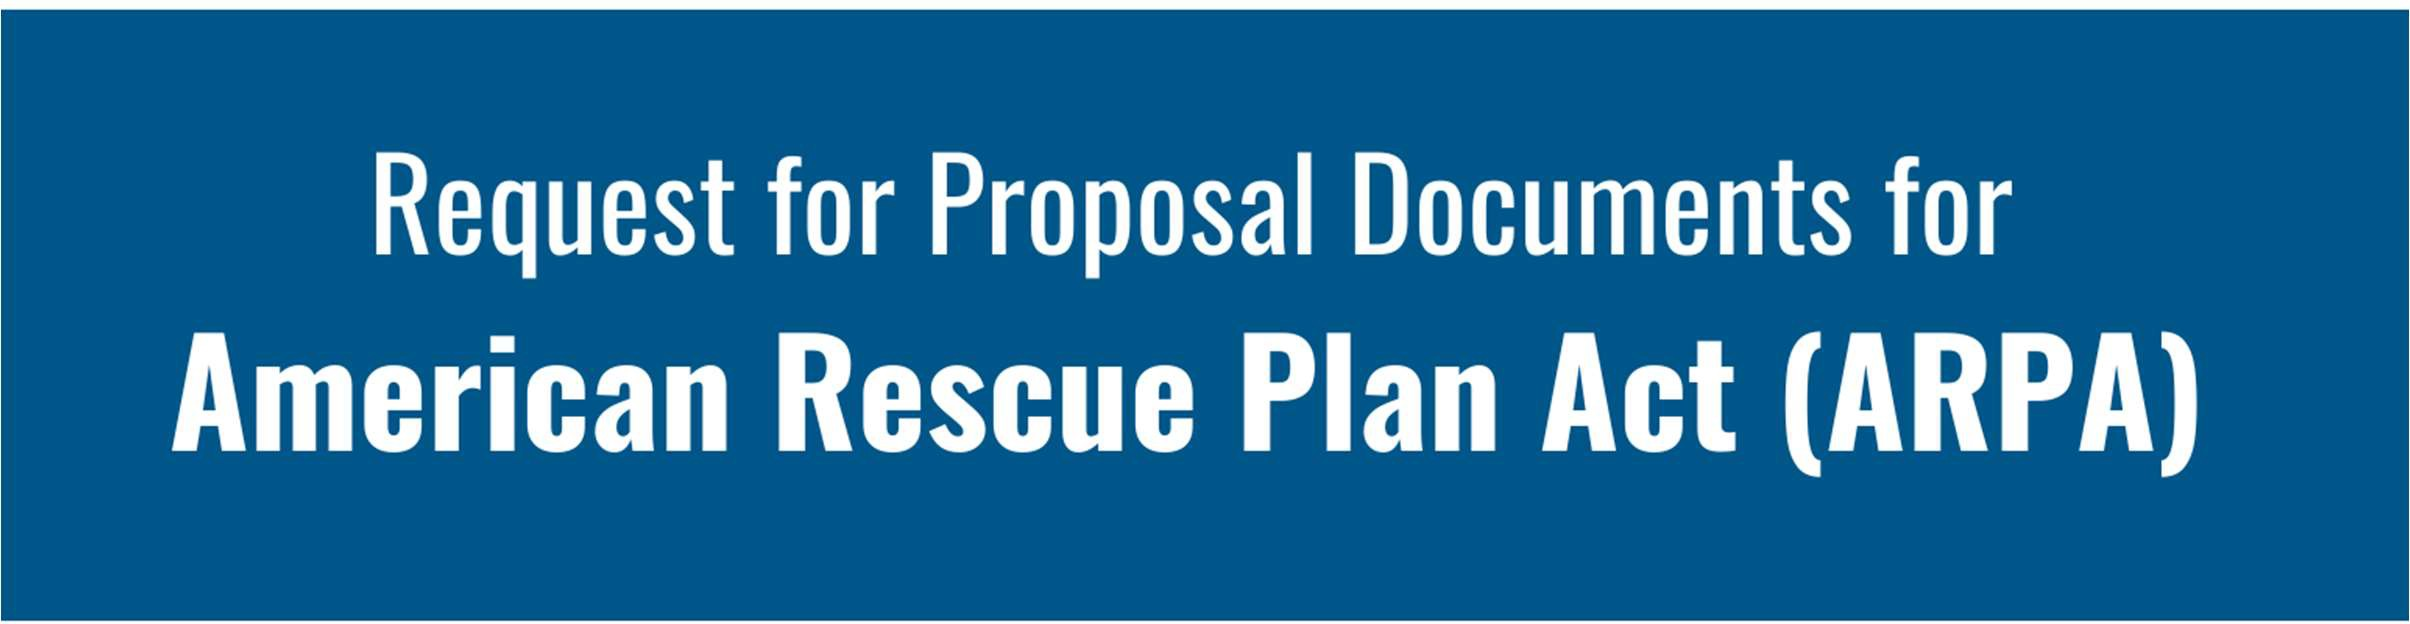 Request for Proposal Documents for
American Rescue Plan Act (ARPA)